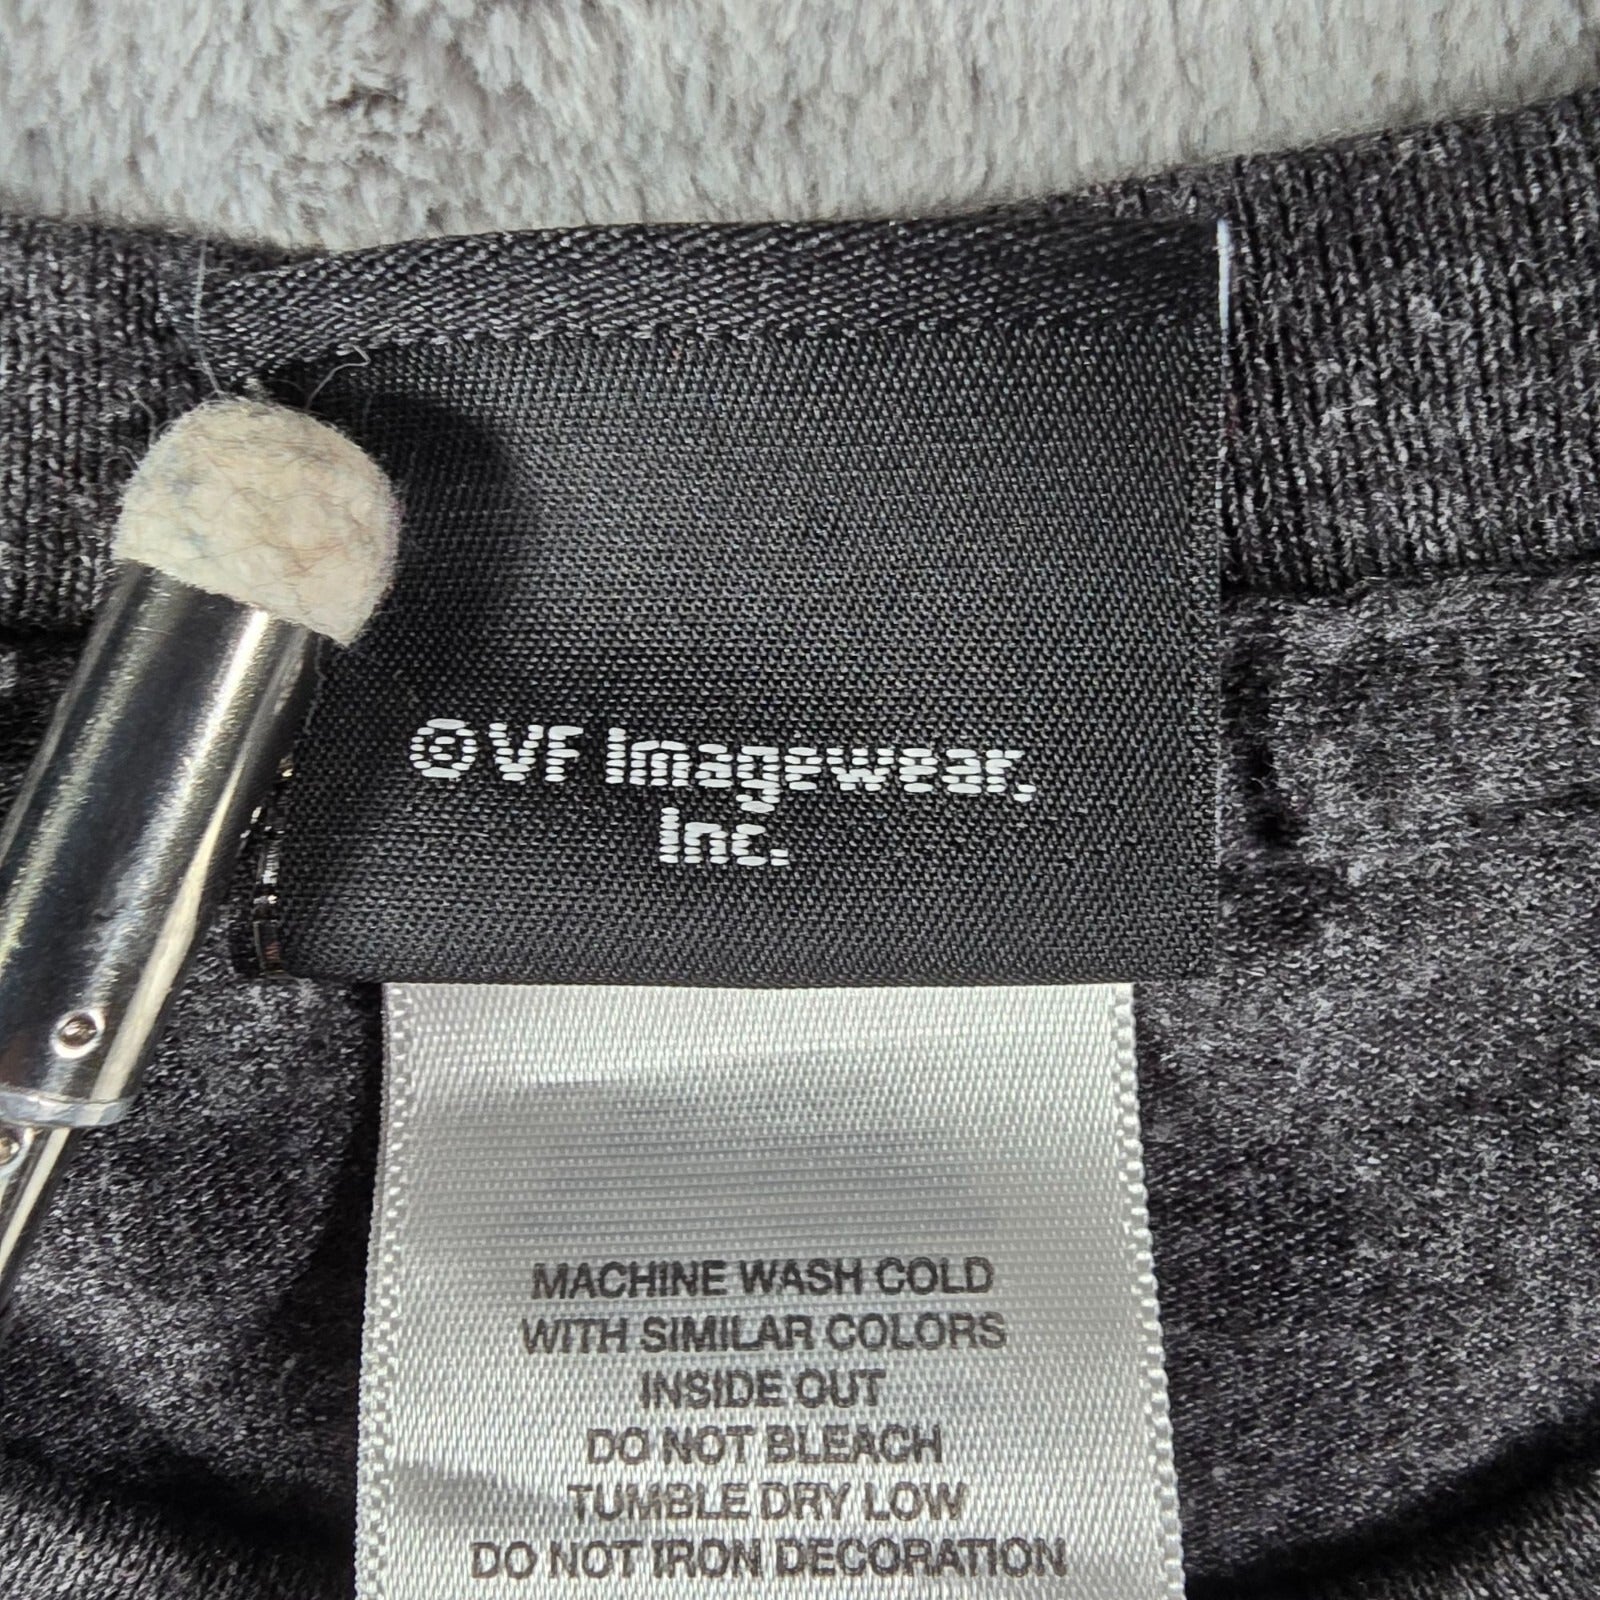 ©VF Imagewear,
Inc.
MACHINE WASH COLD
WITH SIMILAR COLORS
INSIDE OUT
DO NOT BLEACH
TUMBLE DRY LOW
DO NOT IRON DECORATION